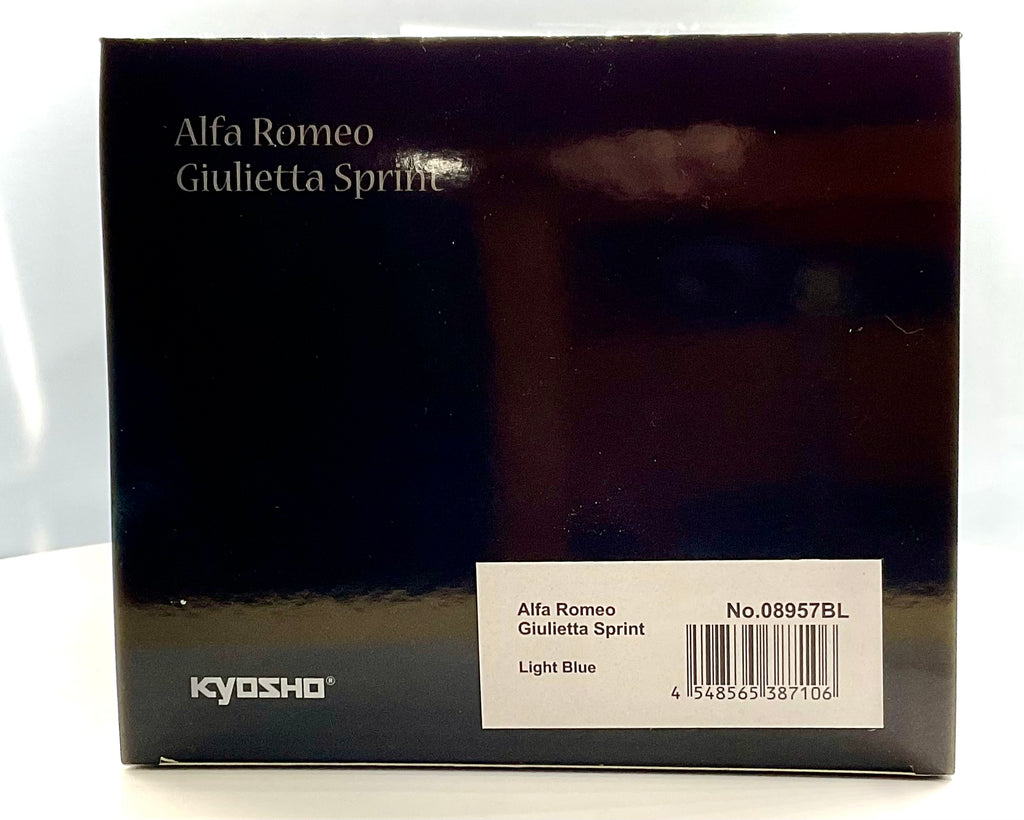 Alfa Romeo
Giulietta Sprint
Alfa Romeo
Giulietta Sprint
No.08957BL
Light Blue
4 548565 387106
KYOSHO®